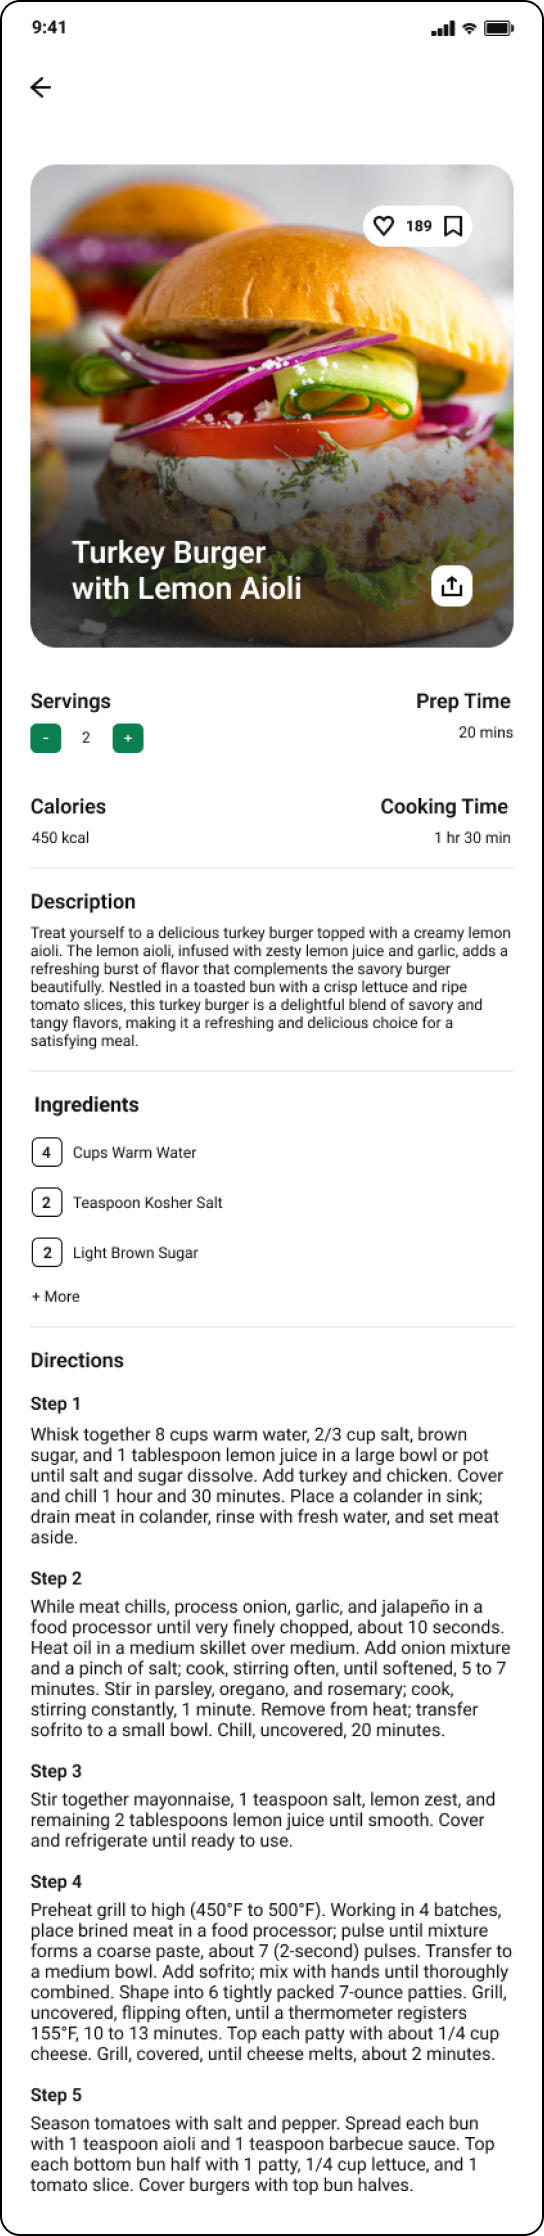 9:41
189
Turkey Burger
with Lemon Aioli
Servings
Prep Time
- 2 +
20 mins
Calories
Cooking Time
450 kcal
1 hr 30 min
Description
Treat yourself to a delicious turkey burger topped with a creamy lemon
aioli. The lemon aioli, infused with zesty lemon juice and garlic, adds a
refreshing burst of flavor that complements the savory burger
beautifully. Nestled in a toasted bun with a crisp lettuce and ripe
tomato slices, this turkey burger is a delightful blend of savory and
tangy flavors, making it a refreshing and delicious choice for a
satisfying meal.
Ingredients
4 Cups Warm Water
2 Teaspoon Kosher Salt
2 Light Brown Sugar
+ More
Directions
Step 1
Whisk together 8 cups warm water, 2/3 cup salt, brown
sugar, and 1 tablespoon lemon juice in a large bowl or pot
until salt and sugar dissolve. Add turkey and chicken. Cover
and chill 1 hour and 30 minutes. Place a colander in sink;
drain meat in colander, rinse with fresh water, and set meat
aside.
Step 2
While meat chills, process onion, garlic, and jalapeño in a
food processor until very finely chopped, about 10 seconds.
Heat oil in a medium skillet over medium. Add onion mixture
and a pinch of salt; cook, stirring often, until softened, 5 to 7
minutes. Stir in parsley, oregano, and rosemary; cook,
stirring constantly, 1 minute. Remove from heat; transfer
sofrito to a small bowl. Chill, uncovered, 20 minutes.
Step 3
Stir together mayonnaise, 1 teaspoon salt, lemon zest, and
remaining 2 tablespoons lemon juice until smooth. Cover
and refrigerate until ready to use.
Step 4
Preheat grill to high (450°F to 500°F). Working in 4 batches,
place brined meat in a food processor; pulse until mixture
forms a coarse paste, about 7 (2-second) pulses. Transfer to
a medium bowl. Add sofrito; mix with hands until thoroughly
combined. Shape into 6 tightly packed 7-ounce patties. Grill,
uncovered, flipping often, until a thermometer registers
155°F, 10 to 13 minutes. Top each patty with about 1/4 cup
cheese. Grill, covered, until cheese melts, about 2 minutes.
Step 5
Season tomatoes with salt and pepper. Spread each bun
with 1 teaspoon aioli and 1 teaspoon barbecue sauce. Top
each bottom bun half with 1 patty, 1/4 cup lettuce, and 1
tomato slice. Cover burgers with top bun halves.